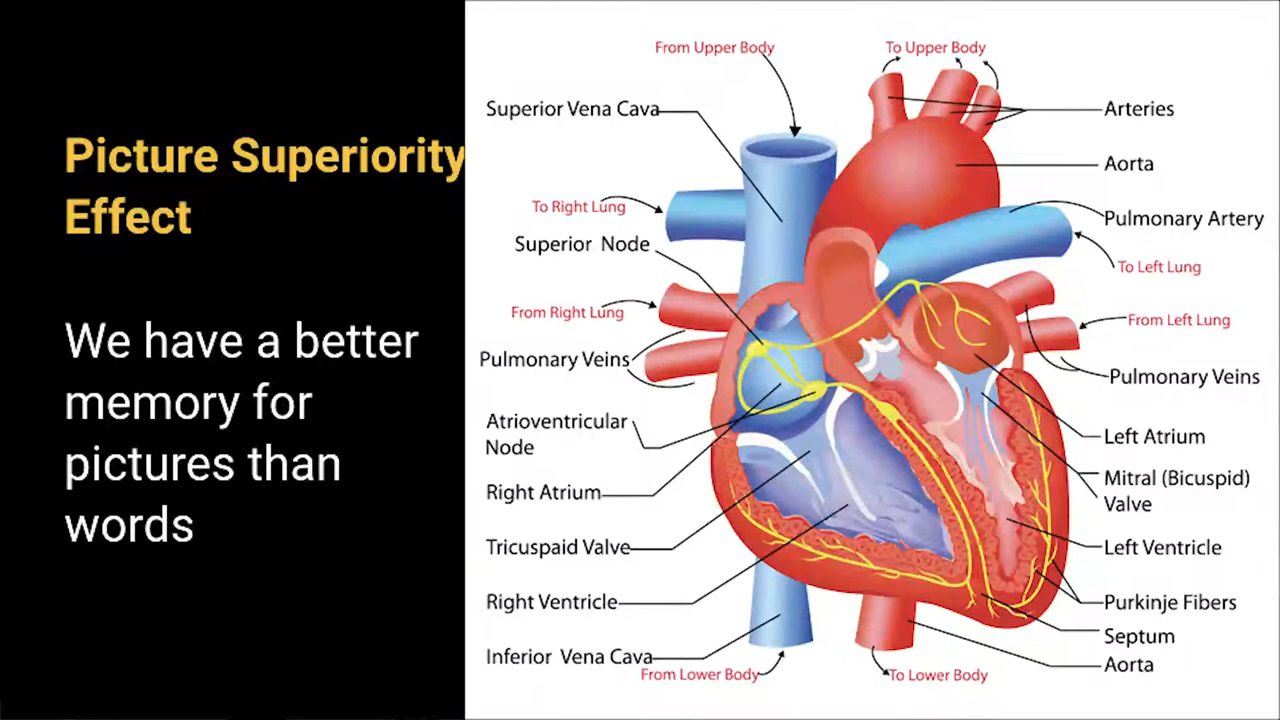 Picture Superiority
Effect
We have a better
memory for
pictures than
words
From Upper Body
To Upper Body
Superior Vena Cava
Arteries
Aorta
To Right Lung
Pulmonary Artery
Superior Node
To Left Lung
From Right Lung
From Left Lung
Pulmonary Veins
Pulmonary Veins
Atrioventricular
Node
Left Atrium
Right Atrium
Mitral (Bicuspid)
Valve
Tricuspaid Valve
Left Ventricle
Right Ventricle
Purkinje Fibers
Septum
Inferior Vena Cava
Aorta
From Lower Body
To Lower Body